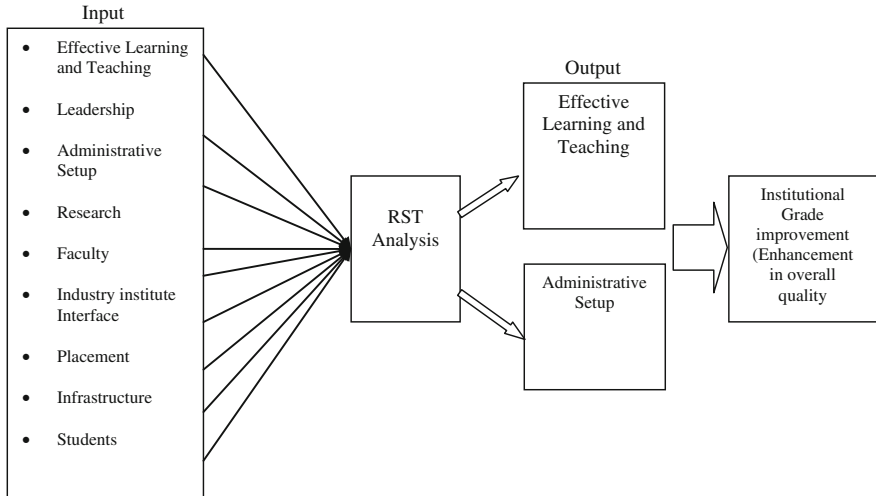 Input
• Effective Learning
and Teaching
• Leadership
• Administrative
Setup
• Research
• Faculty
• Industry institute
Interface
• Placement
• Infrastructure
• Students
RST
Analysis
Output
Effective
Learning and
Teaching
Administrative
Setup
Institutional
Grade
improvement
(Enhancement
in overall
quality